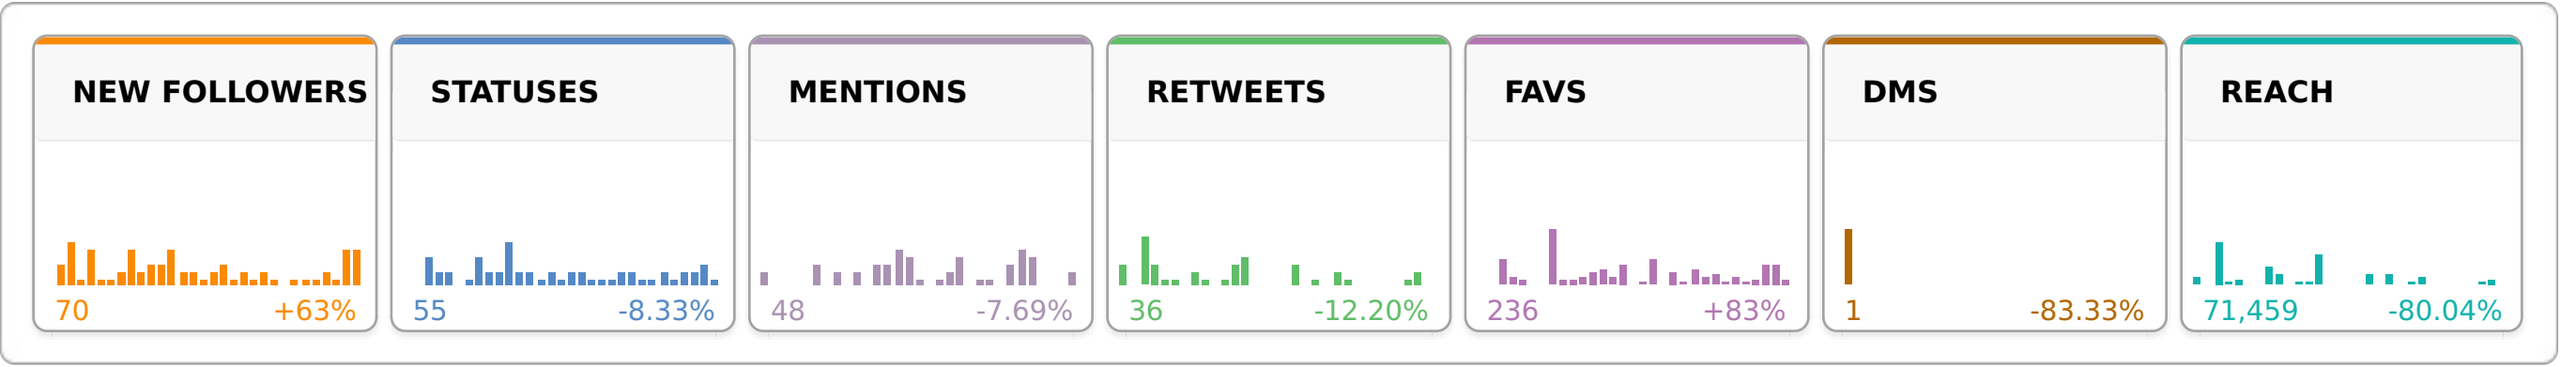 NEW FOLLOWERS
70 +63%
STATUSES
55 -8.33%
MENTIONS
48 -7.69%
RETWEETS
36 -12.20%
FAVS
236 +83%
DMS
1 -83.33%
REACH
71,459 -80.04%